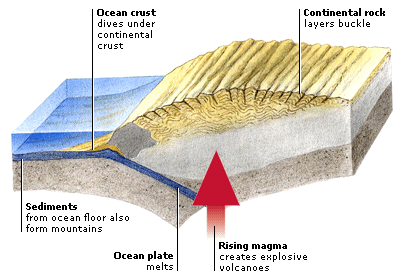 Ocean crust
dives under
continental
crust
Continental rock
layers buckle
Sediments
from ocean floor also
form mountains
Ocean plate
melts
Rising magma
creates explosive
volcanoes